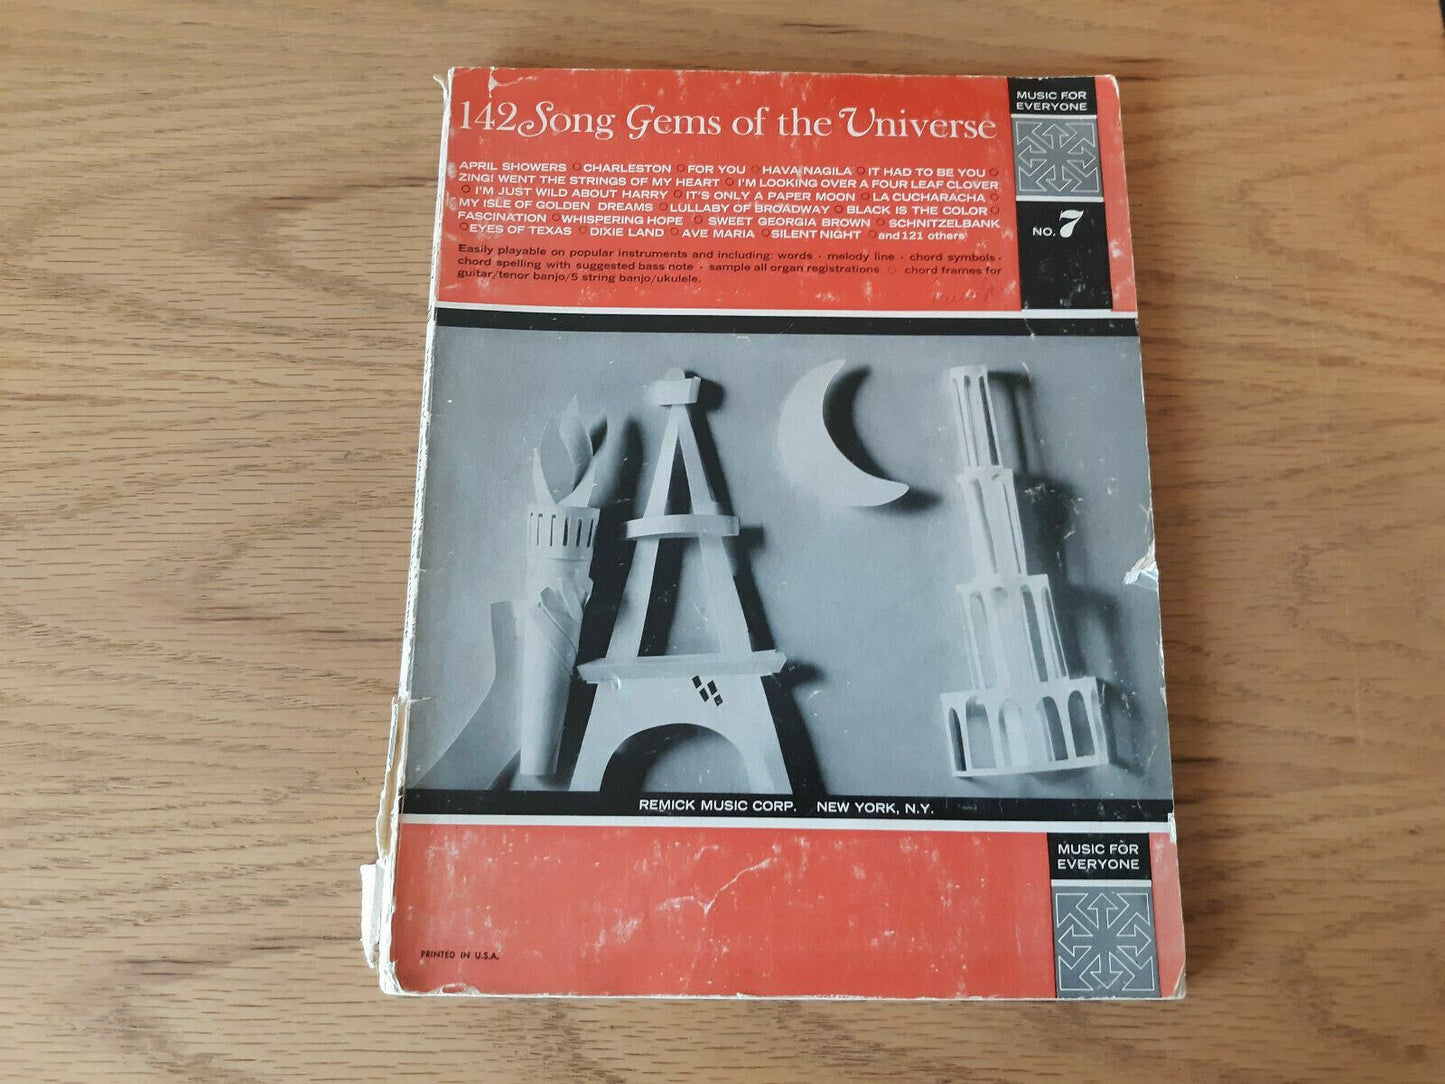 142 Song Gems of the Universe
APRIL SHOWERS ○ CHARLESTON ○ FOR YOU ○ HAVA NAGILA ○ IT HAD TO BE YOU ○
ZING! WENT THE STRINGS OF MY HEART ○ I'M LOOKING OVER A FOUR LEAF CLOVER
○ I'M JUST WILD ABOUT HARRY ○ IT'S ONLY A PAPER MOON ○ LA CUCHARACHA ○
MY ISLE OF GOLDEN DREAMS ○ LULLABY OF BROADWAY ○ BLACK IS THE COLOR ○
FASCINATION ○ WHISPERING HOPE ○ SWEET GEORGIA BROWN ○ SCHNITZELBANK
○ EYES OF TEXAS ○ DIXIE LAND ○ AVE MARIA ○ SILENT NIGHT ○ and 121 others
Easily playable on popular instruments and including: words · melody line · chord symbols ·
chord spelling with suggested bass note · sample all organ registrations ○ chord frames for
guitar/tenor banjo/5 string banjo/ukulele.
MUSIC FOR
EVERYONE
NO. 7
REMICK MUSIC CORP. NEW YORK, N.Y.
MUSIC FOR
EVERYONE
PRINTED IN U.S.A.